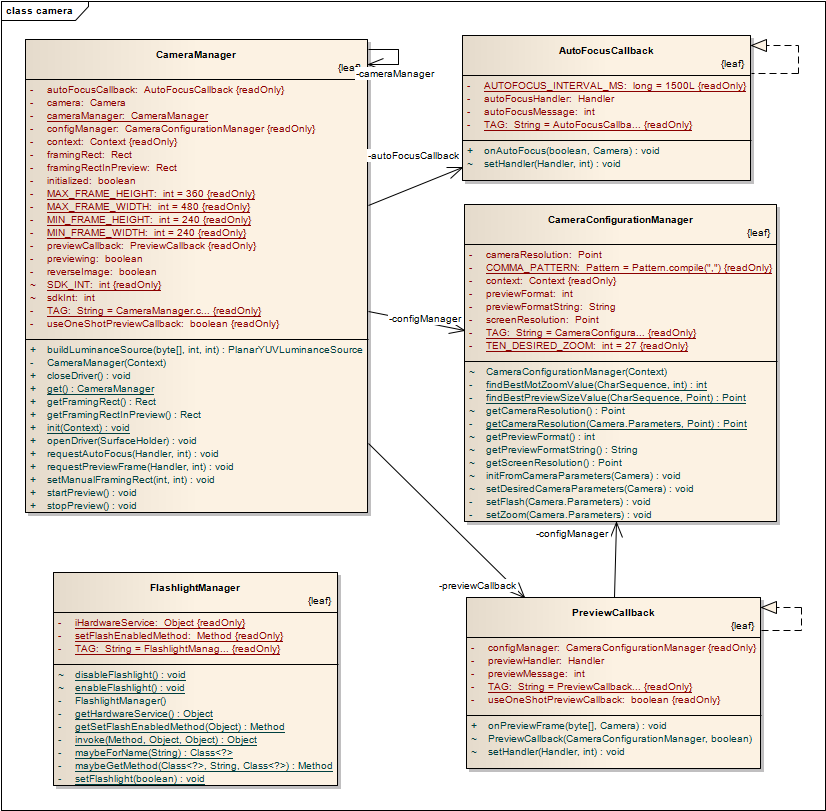 class camera
CameraManager
{leaf}
- autoFocusCallback: AutoFocusCallback {readOnly}
- camera: Camera
- cameraManager: CameraManager
- configManager: CameraConfigurationManager {readOnly}
- context: Context {readOnly}
- framingRect: Rect
- framingRectInPreview: Rect
- initialized: boolean
- MAX_FRAME_HEIGHT: int = 360 {readOnly}
- MAX_FRAME_WIDTH: int = 480 {readOnly}
- MIN_FRAME_HEIGHT: int = 240 {readOnly}
- MIN_FRAME_WIDTH: int = 240 {readOnly}
- previewCallback: PreviewCallback {readOnly}
- previewing: boolean
- reverseImage: boolean
~ SDK_INT: int {readOnly}
~ sdkInt: int
- TAG: String = CameraManager.c... {readOnly}
- useOneShotPreviewCallback: boolean {readOnly}
+ buildLuminanceSource(byte[], int, int) : PlanarYUVLuminanceSource
- CameraManager(Context)
+ closeDriver() : void
+ get() : CameraManager
+ getFramingRect() : Rect
+ getFramingRectInPreview() : Rect
+ init(Context) : void
+ openDriver(SurfaceHolder) : void
+ requestAutoFocus(Handler, int) : void
+ requestPreviewFrame(Handler, int) : void
+ setManualFramingRect(int, int) : void
+ startPreview() : void
+ stopPreview() : void
-cameraManager
-autoFocusCallback
-configManager
-previewCallback
AutoFocusCallback
{leaf}
- AUTOFOCUS_INTERVAL_MS: long = 1500L {readOnly}
- autoFocusHandler: Handler
- autoFocusMessage: int
- TAG: String = AutoFocusCallba... {readOnly}
+ onAutoFocus(boolean, Camera) : void
~ setHandler(Handler, int) : void
CameraConfigurationManager
{leaf}
- cameraResolution: Point
- COMMA_PATTERN: Pattern = Pattern.compile(",") {readOnly}
- context: Context {readOnly}
- previewFormat: int
- previewFormatString: String
- screenResolution: Point
- TAG: String = CameraConfigura... {readOnly}
- TEN_DESIRED_ZOOM: int = 27 {readOnly}
~ CameraConfigurationManager(Context)
- findBestMotZoomValue(CharSequence, int) : int
- findBestPreviewSizeValue(CharSequence, Point) : Point
~ getCameraResolution() : Point
- getCameraResolution(Camera.Parameters, Point) : Point
~ getPreviewFormat() : int
~ getPreviewFormatString() : String
~ getScreenResolution() : Point
~ initFromCameraParameters(Camera) : void
~ setDesiredCameraParameters(Camera) : void
- setFlash(Camera.Parameters) : void
- setZoom(Camera.Parameters) : void
-configManager
FlashlightManager
{leaf}
- iHardwareService: Object {readOnly}
- setFlashEnabledMethod: Method {readOnly}
- TAG: String = FlashlightManag... {readOnly}
~ disableFlashlight() : void
~ enableFlashlight() : void
- FlashlightManager()
- getHardwareService() : Object
- getSetFlashEnabledMethod(Object) : Method
- invoke(Method, Object, Object) : Object
- maybeForName(String) : Class<?>
- maybeGetMethod(Class<?>, String, Class<?>) : Method
- setFlashlight(boolean) : void
PreviewCallback
{leaf}
- configManager: CameraConfigurationManager {readOnly}
- previewHandler: Handler
- previewMessage: int
- TAG: String = PreviewCallback... {readOnly}
- useOneShotPreviewCallback: boolean {readOnly}
+ onPreviewFrame(byte[], Camera) : void
~ PreviewCallback(CameraConfigurationManager, boolean)
~ setHandler(Handler, int) : void